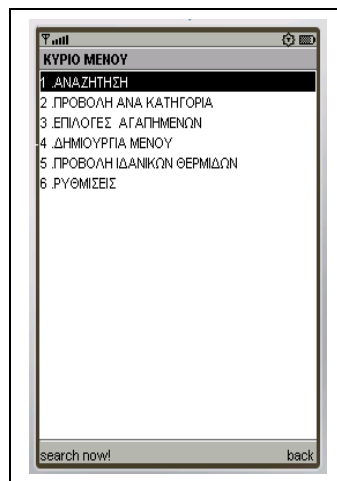 ΚΥΡΙΟ ΜΕΝΟΥ
1 .ΑΝΑΖΗΤΗΣΗ
2 .ΠΡΟΒΟΛΗ ΑΝΑ ΚΑΤΗΓΟΡΙΑ
3 .ΕΠΙΛΟΓΕΣ ΑΓΑΠΗΜΕΝΩΝ
4 .ΔΗΜΙΟΥΡΓΙΑ ΜΕΝΟΥ
5 .ΠΡΟΒΟΛΗ ΙΔΑΝΙΚΩΝ ΘΕΡΜΙΔΩΝ
6 .ΡΥΘΜΙΣΕΙΣ
search now! back